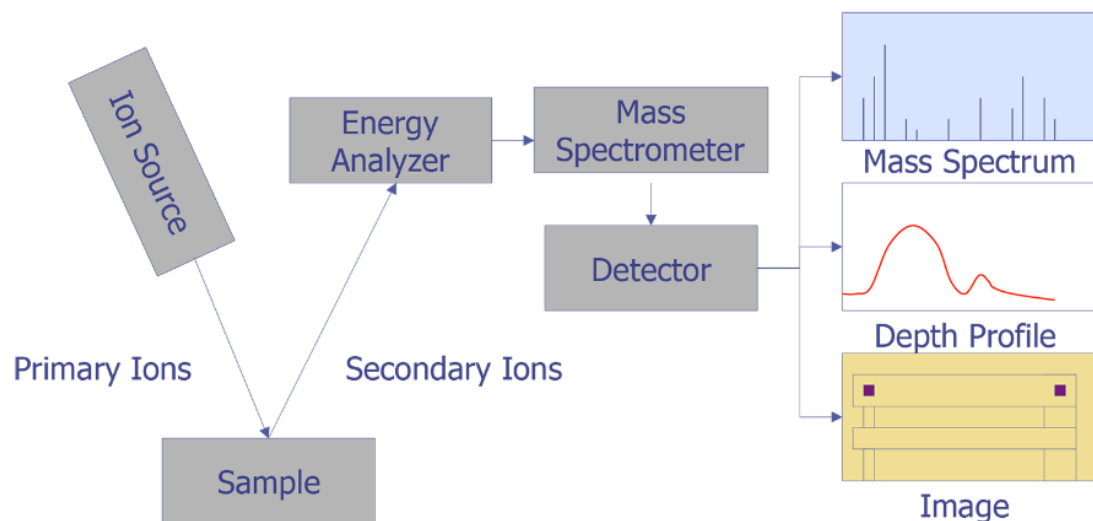 Ion Source
Energy
Analyzer
Mass
Spectrometer
Mass Spectrum
Detector
Depth Profile
Primary Ions
Secondary Ions
Sample
Image